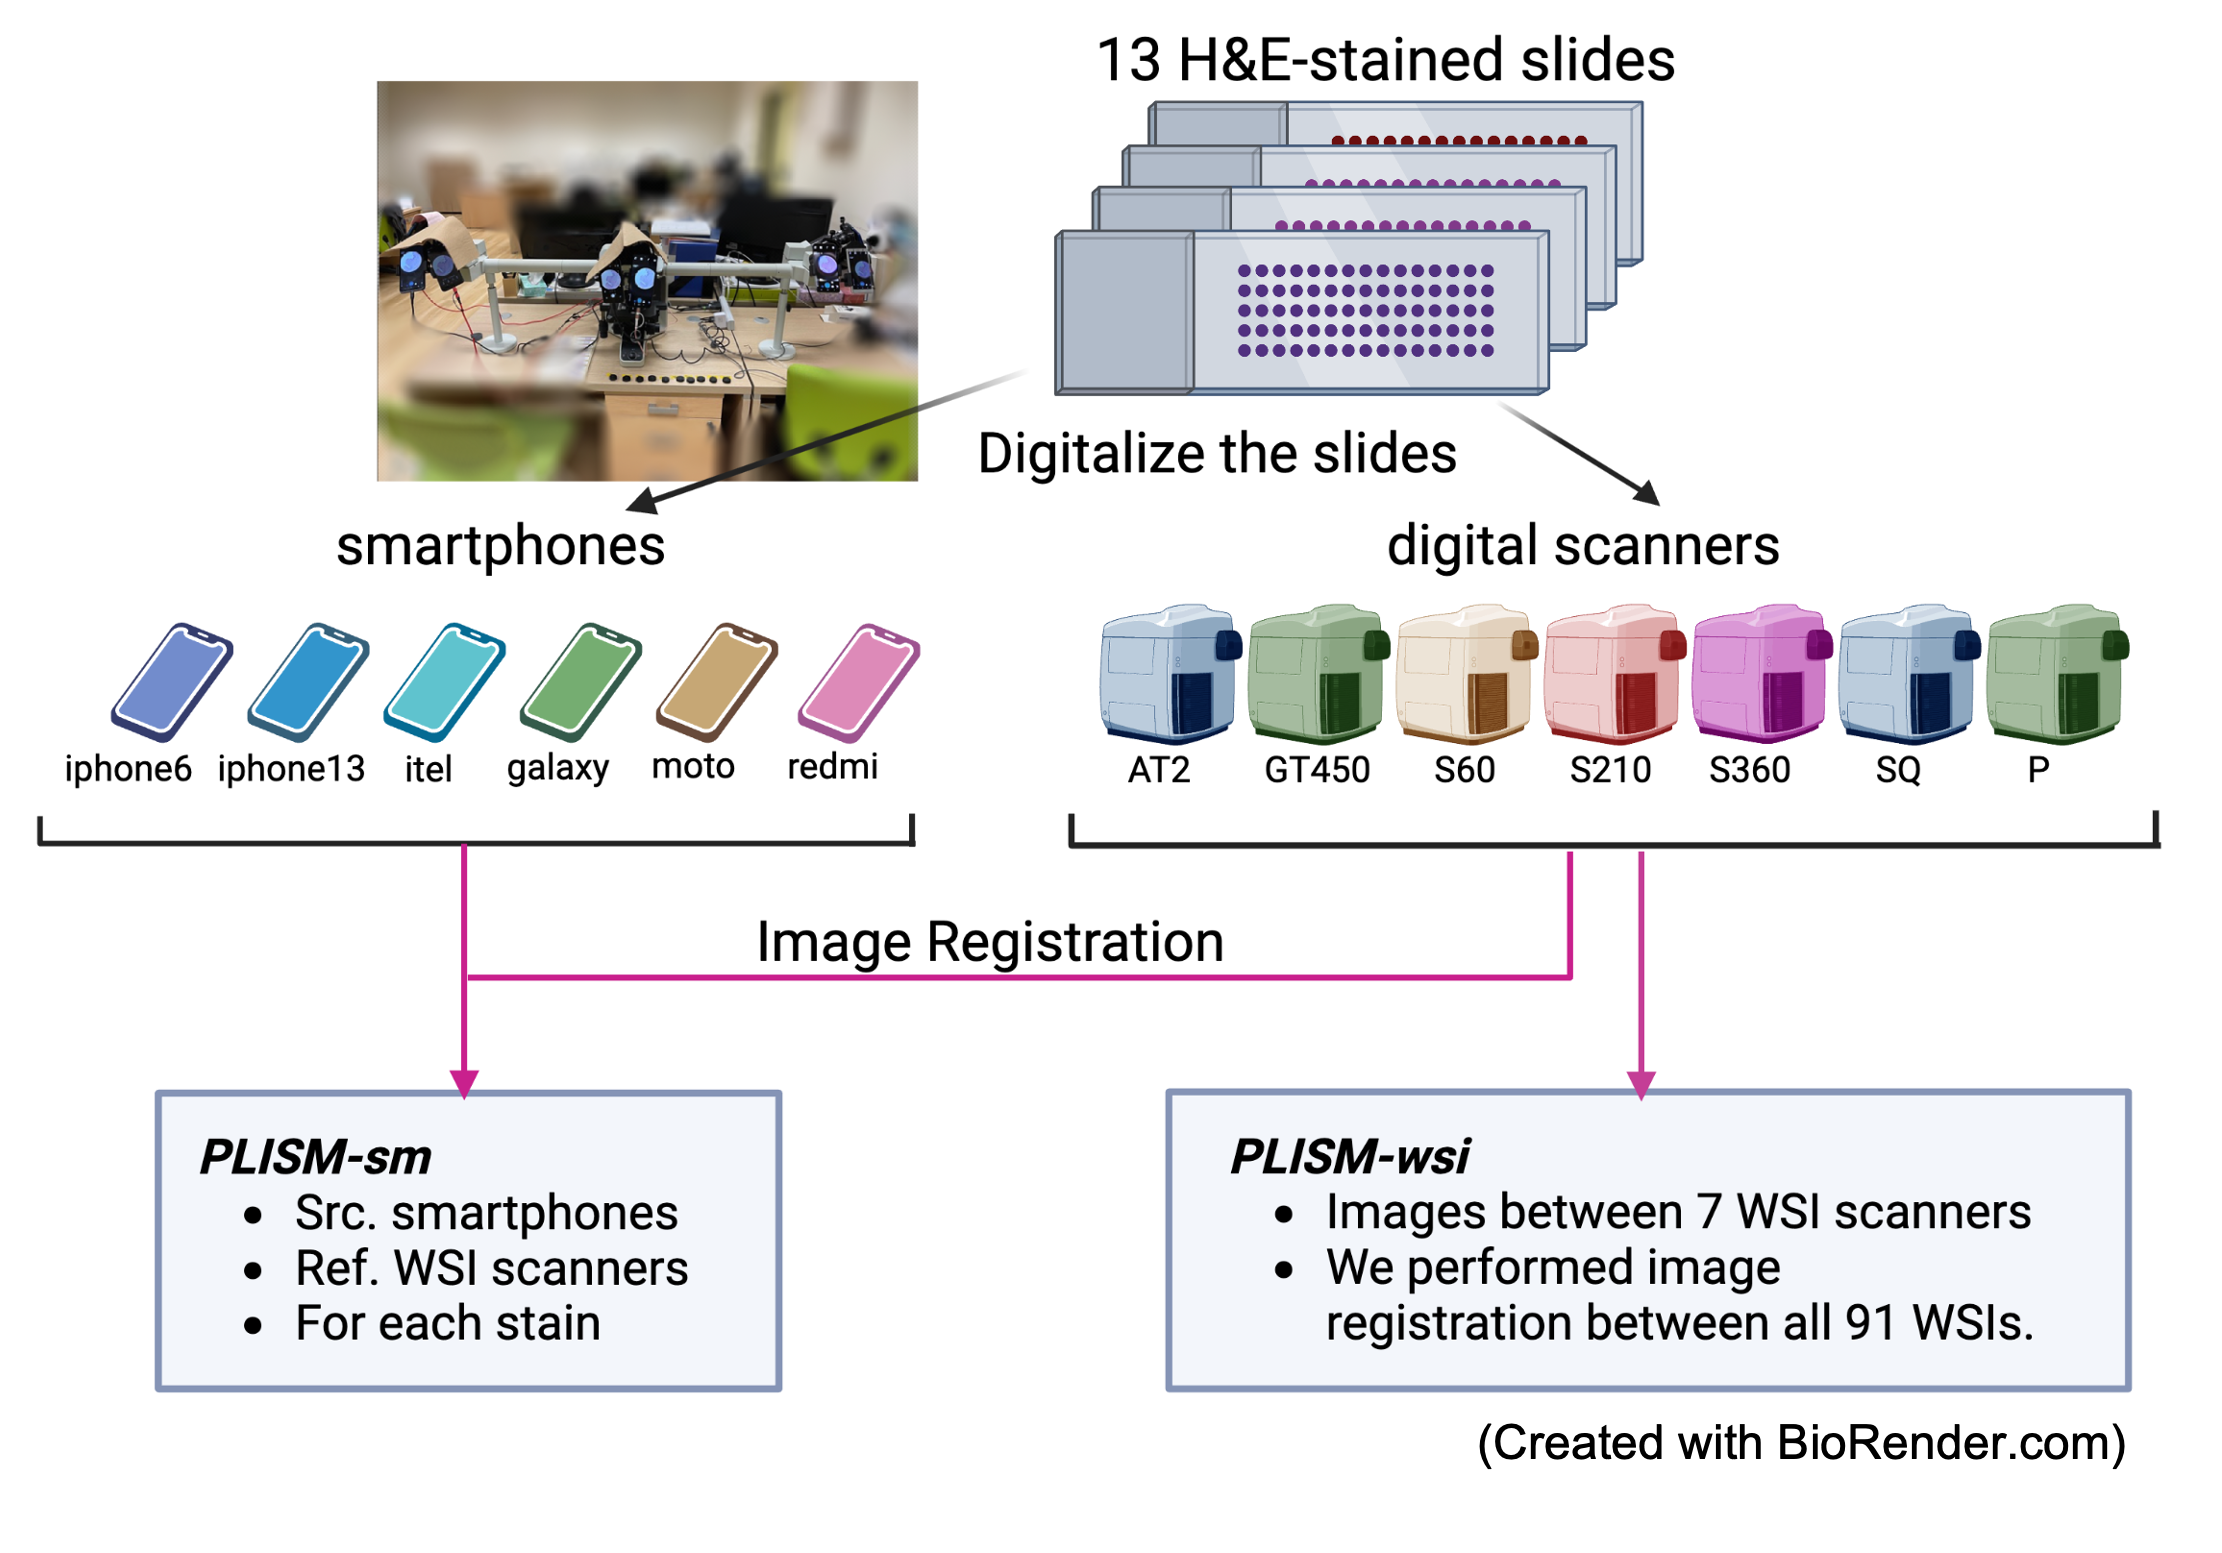 13 H&E-stained slides
Digitalize the slides
smartphones
digital scanners
iphone6 iphone13 itel galaxy moto redmi
AT2 GT450 S60 S210 S360 SQ P
Image Registration
PLISM-sm
• Src. smartphones
• Ref. WSI scanners
• For each stain
PLISM-wsi
• Images between 7 WSI scanners
• We performed image
registration between all 91 WSIs.
(Created with BioRender.com)